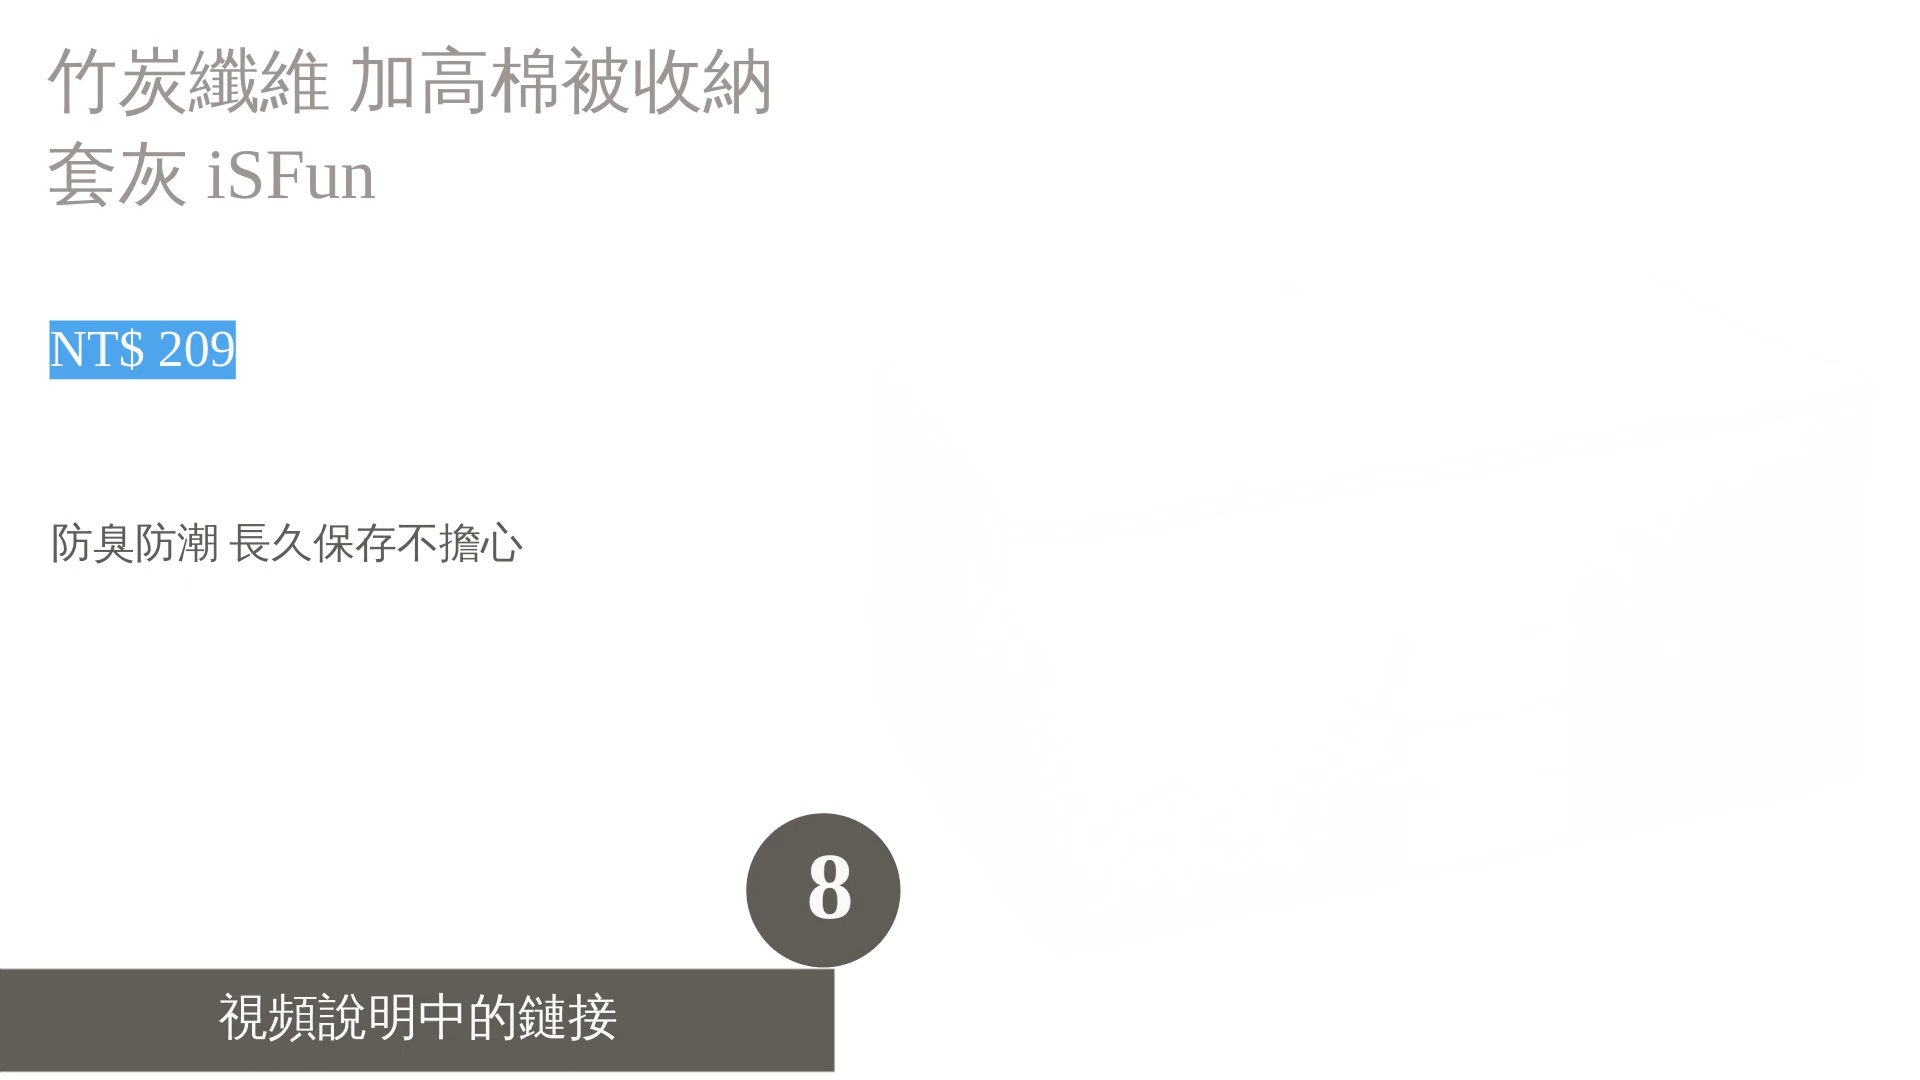 竹炭纖維 加高棉被收納
套灰 iSFun
NT$ 209
防臭防潮 長久保存不擔心
8
視頻說明中的鏈接